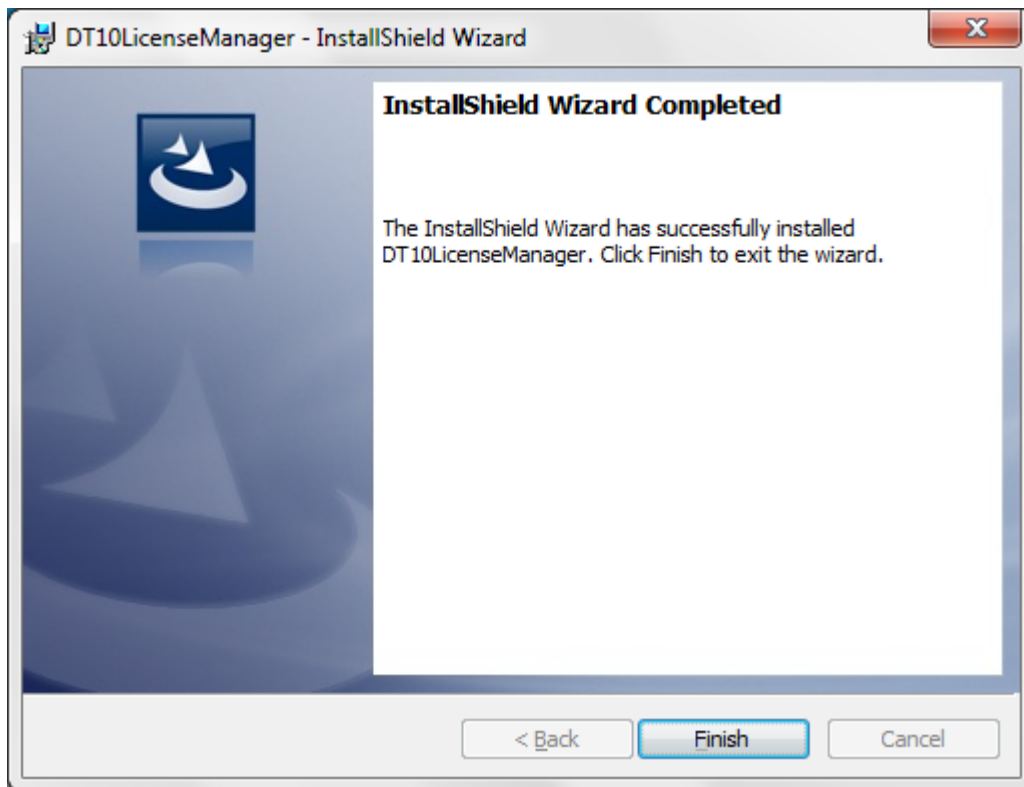 DT10LicenseManager - InstallShield Wizard
InstallShield Wizard Completed
The InstallShield Wizard has successfully installed
DT10LicenseManager. Click Finish to exit the wizard.
< Back
Finish
Cancel